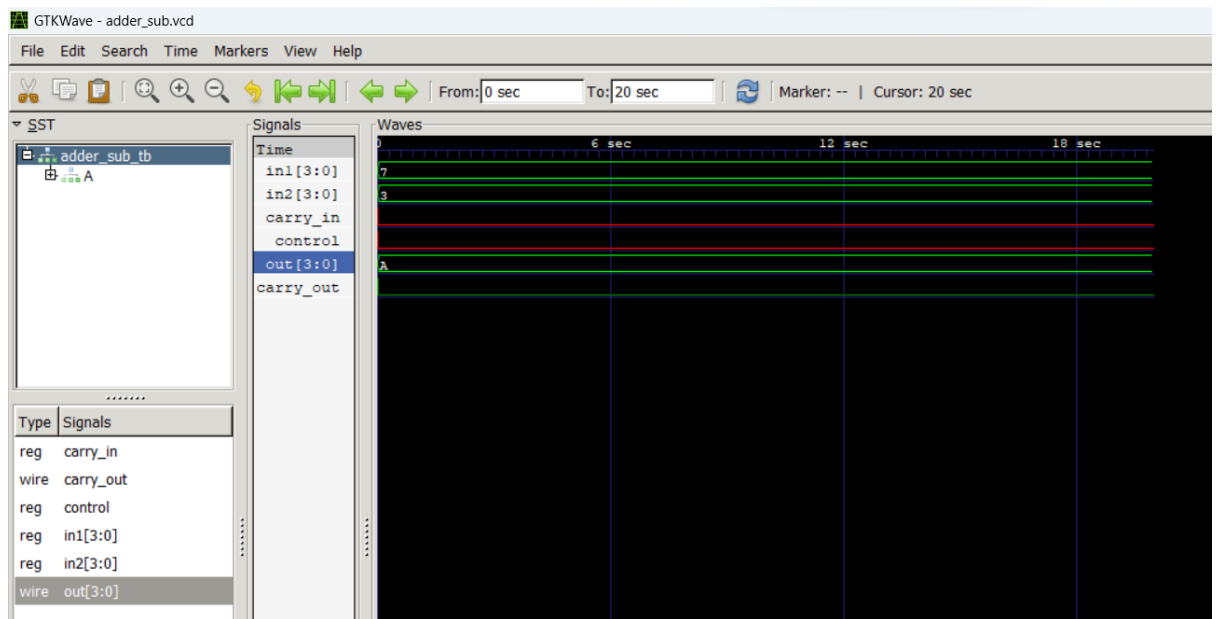 GTKWave - adder_sub.vcd
File Edit Search Time Markers View Help
From: 0 sec To: 20 sec Marker: -- | Cursor: 20 sec
SST
adder_sub_tb
A
Type Signals
reg carry_in
wire carry_out
reg control
reg in1[3:0]
reg in2[3:0]
wire out[3:0]
Signals
Time
in1[3:0]
in2[3:0]
carry_in
control
out[3:0]
carry_out
Waves
0 6 sec 12 sec 18 sec
7
3
A